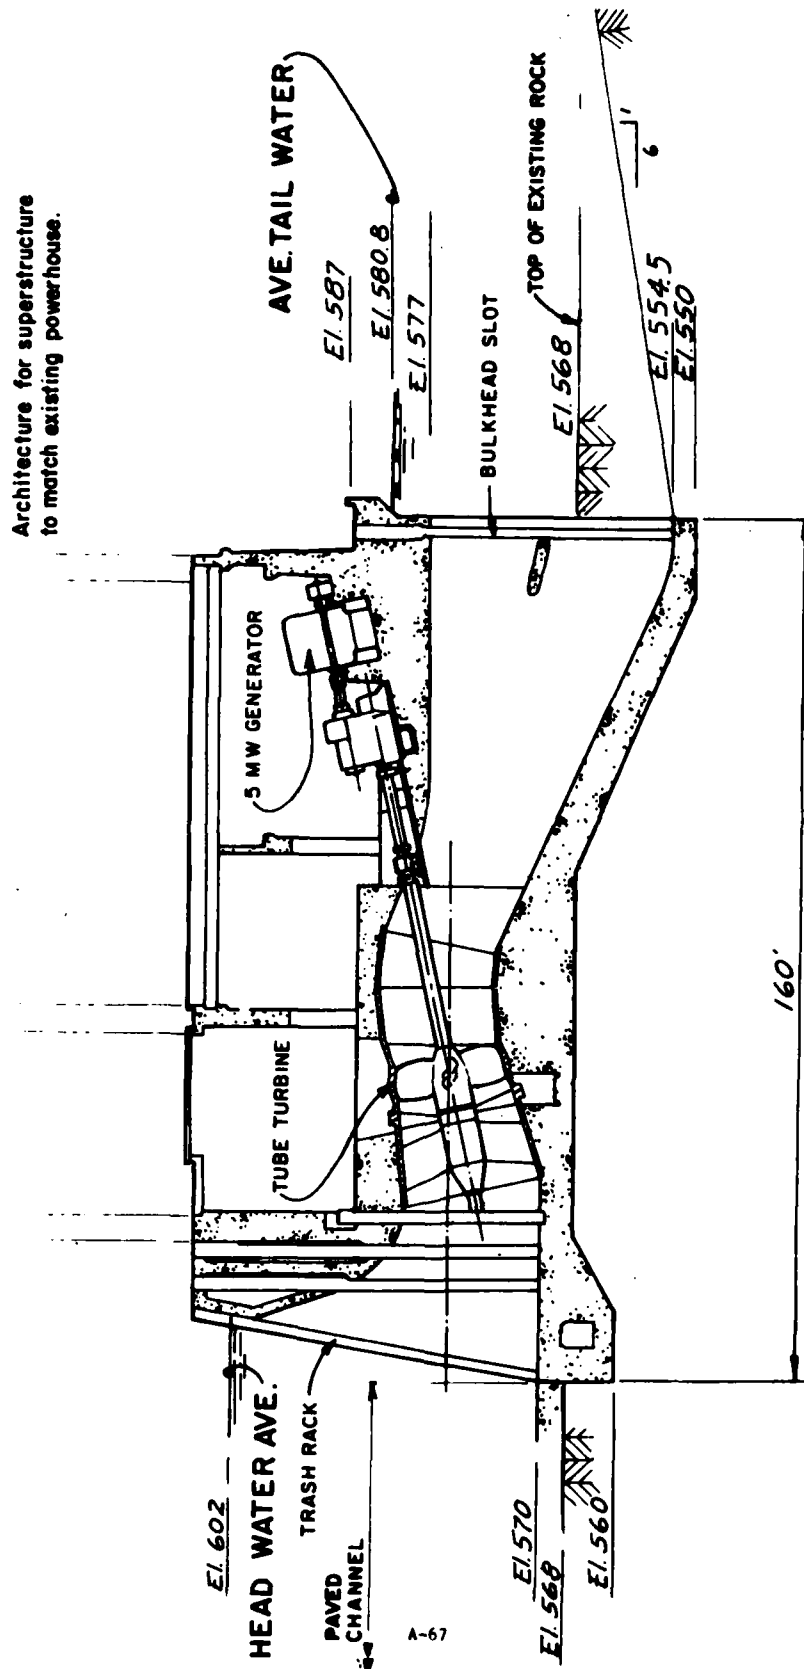 Architecture for superstructure
to match existing powerhouse.
AVE. TAIL WATER
El. 587
El. 580.8
El. 577
TOP OF EXISTING ROCK
6
1
El. 568
El. 554.5
El. 550
BULKHEAD SLOT
5 MW GENERATOR
TUBE TURBINE
160'
El. 602
HEAD WATER AVE.
TRASH RACK
PAVED
CHANNEL
El. 570
El. 568
El. 560
A-67